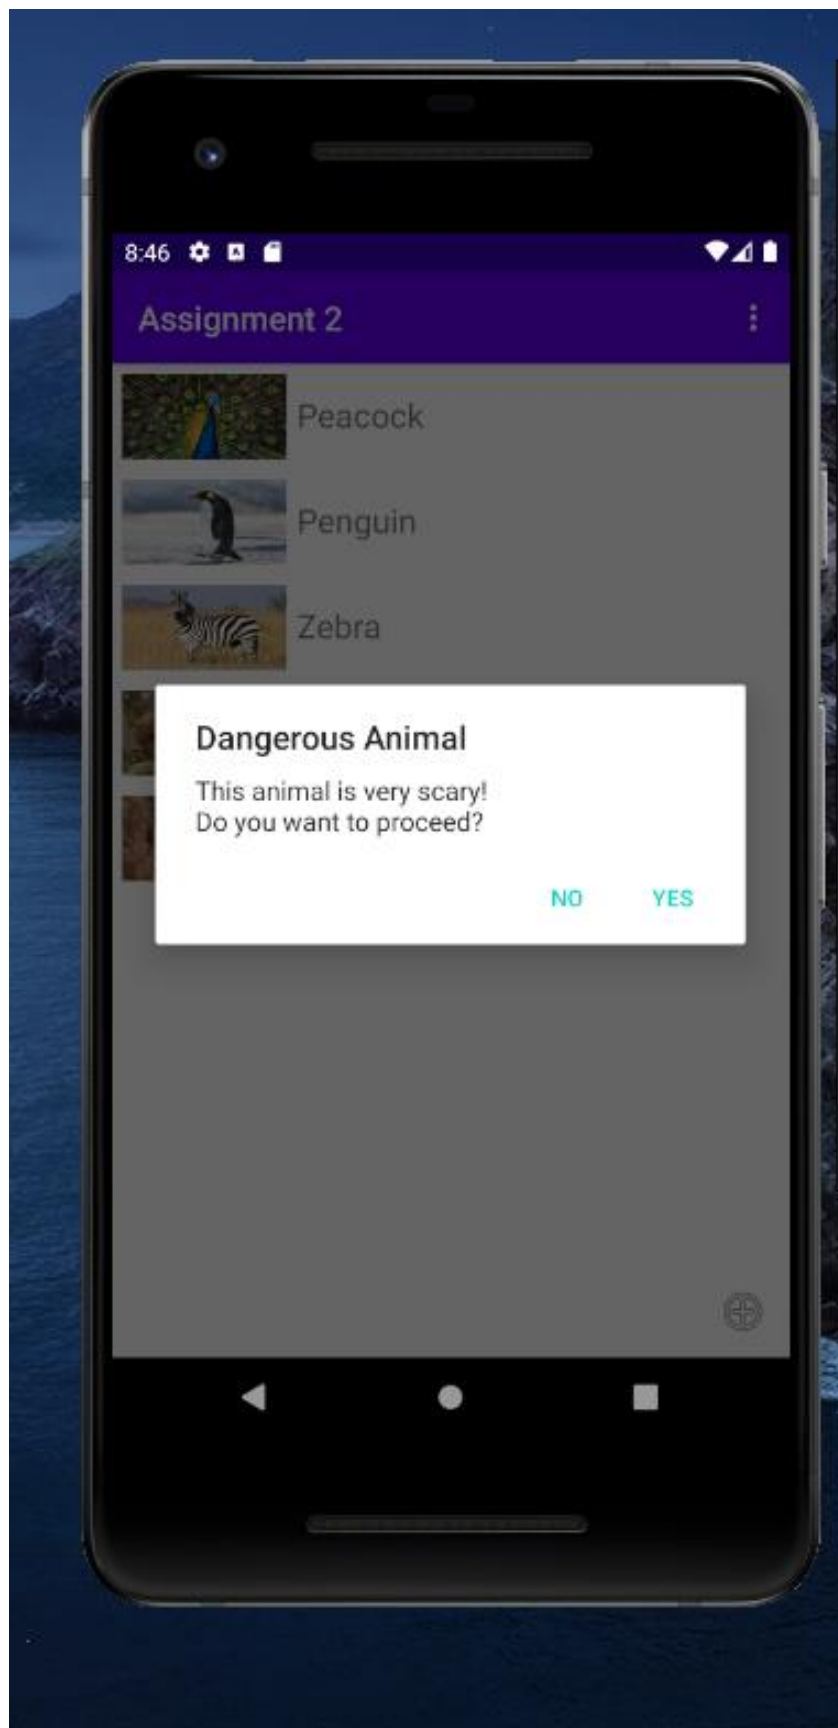 8:46
Assignment 2
Peacock
Penguin
Zebra
Dangerous Animal
This animal is very scary!
Do you want to proceed?
NO YES